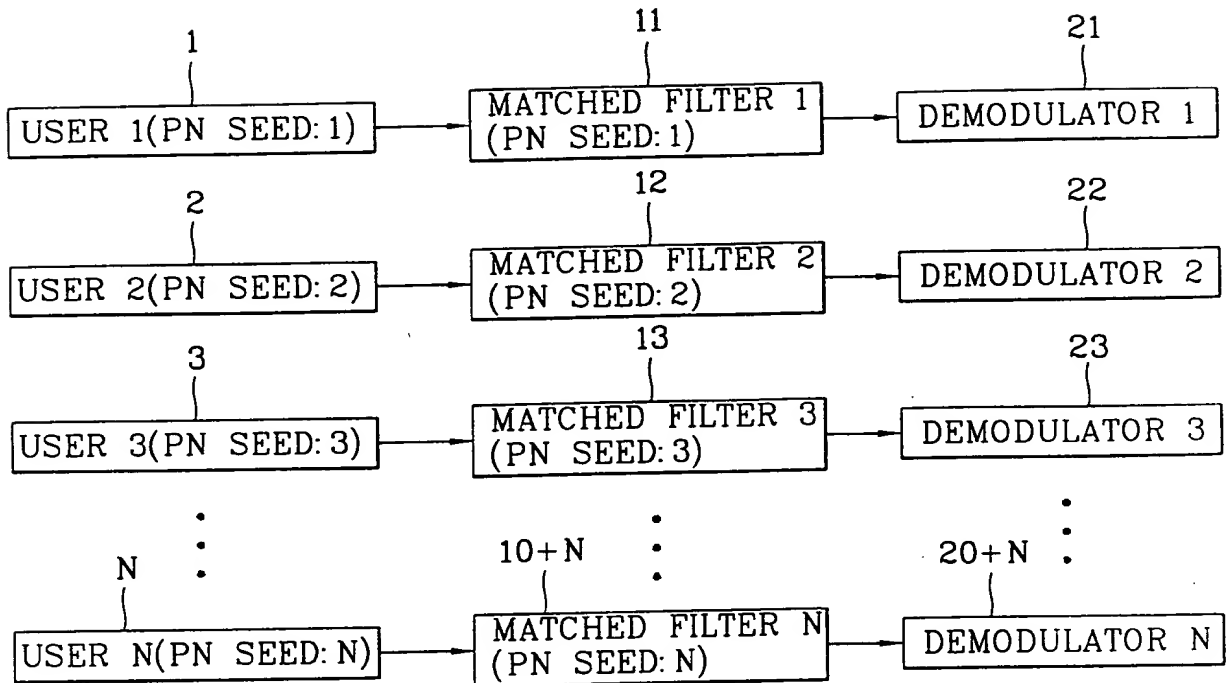 1
11
21
USER 1(PN SEED:1)
MATCHED FILTER 1
(PN SEED:1)
DEMODULATOR 1
2
12
22
USER 2(PN SEED:2)
MATCHED FILTER 2
(PN SEED:2)
DEMODULATOR 2
3
13
23
USER 3(PN SEED:3)
MATCHED FILTER 3
(PN SEED:3)
DEMODULATOR 3
N
10+N
20+N
USER N(PN SEED:N)
MATCHED FILTER N
(PN SEED:N)
DEMODULATOR N